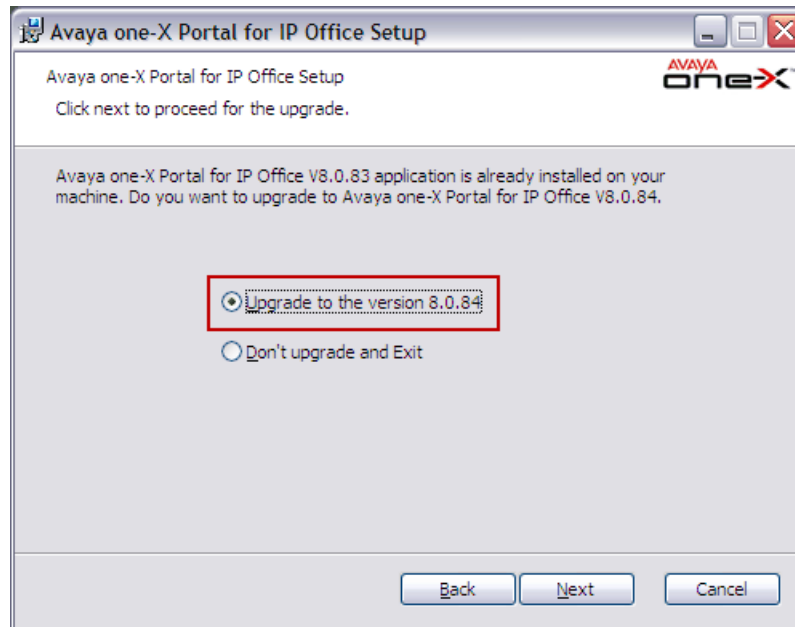 Avaya one-X Portal for IP Office Setup
Avaya one-X Portal for IP Office Setup
AVAYA
one-X
Click next to proceed for the upgrade.
Avaya one-X Portal for IP Office V8.0.83 application is already installed on your
machine. Do you want to upgrade to Avaya one-X Portal for IP Office V8.0.84.
Upgrade to the version 8.0.84
Don't upgrade and Exit
Back Next Cancel